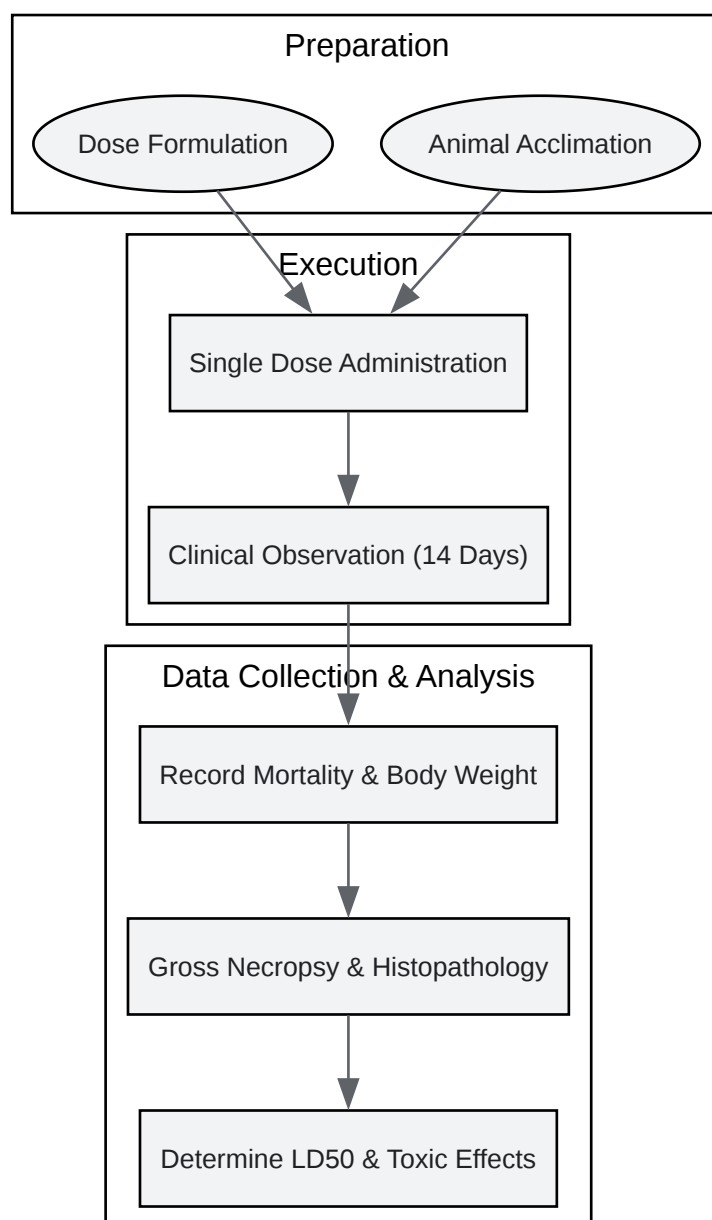 Preparation
Dose Formulation
Animal Acclimation
Execution
Single Dose Administration
Clinical Observation (14 Days)
Data Collection & Analysis
Record Mortality & Body Weight
Gross Necropsy & Histopathology
Determine LD50 & Toxic Effects